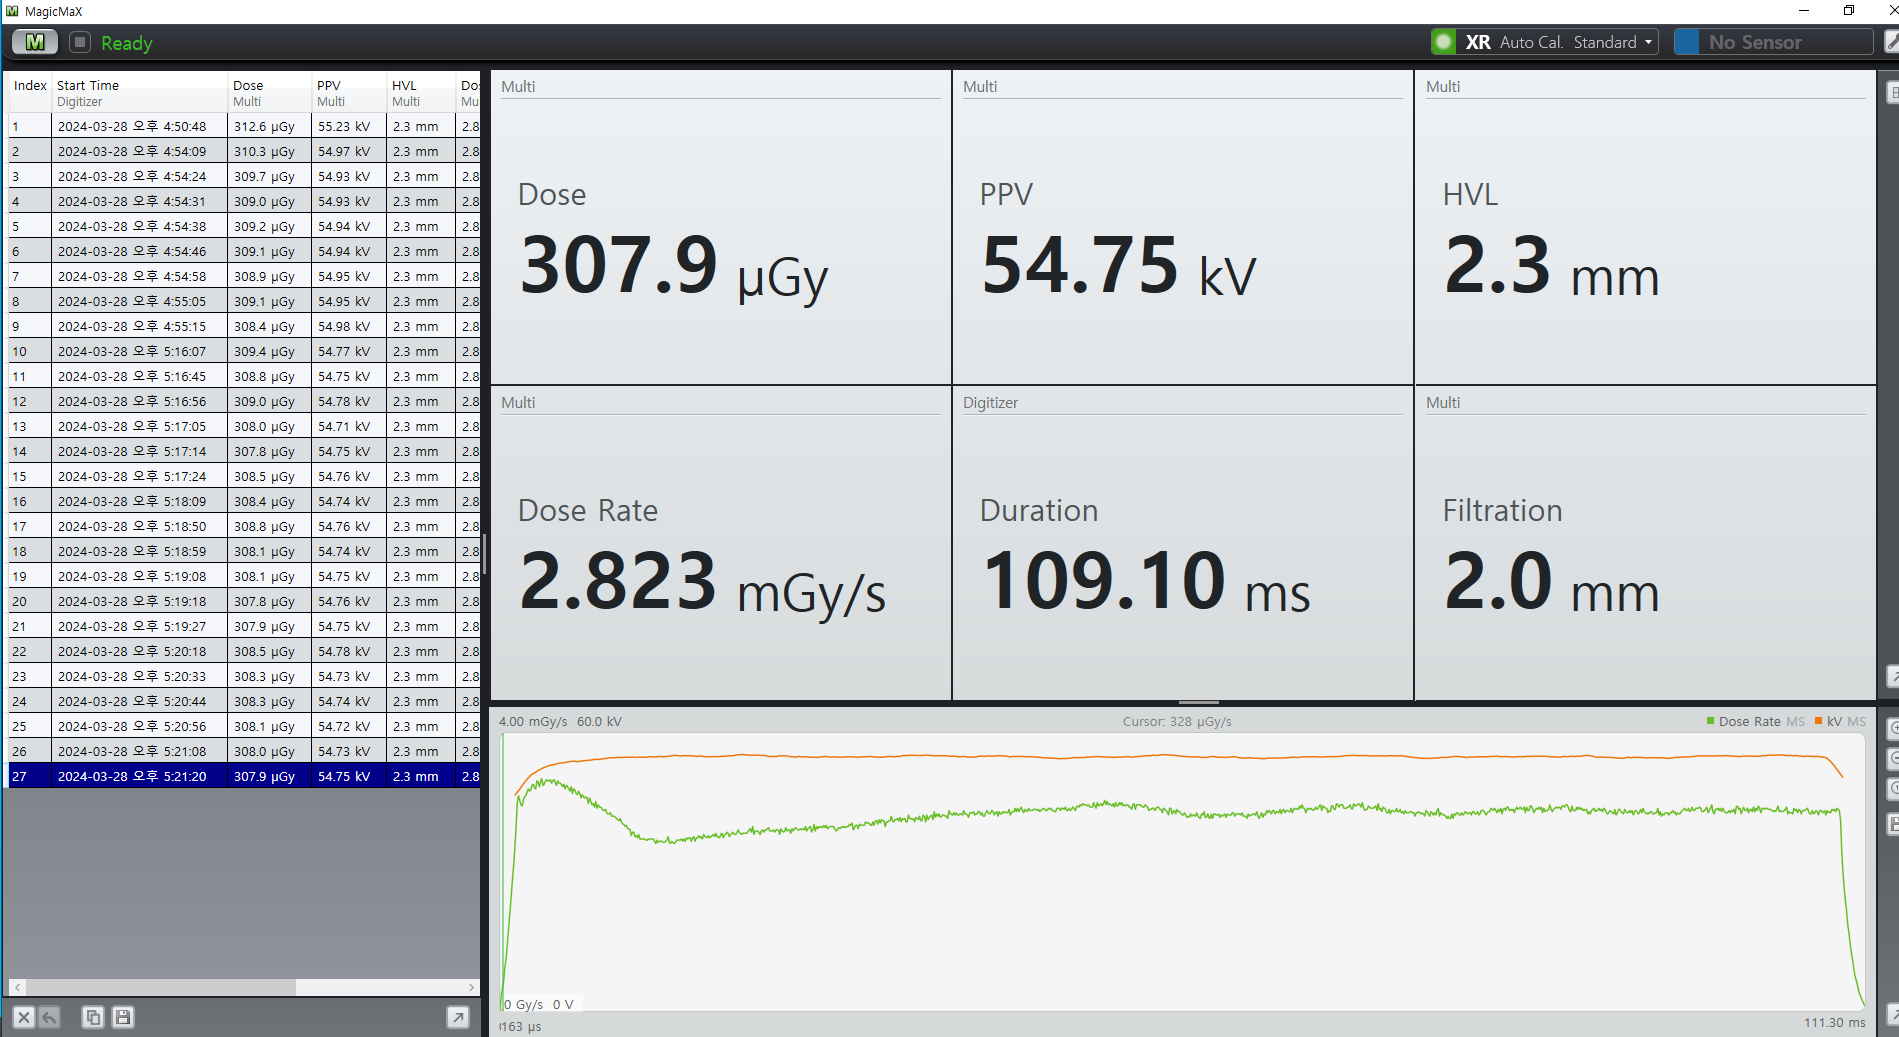 MagicMaX
M Ready XR Auto Cal. Standard No Sensor
Index Start Time Dose PPV HVL Dos
Digitizer Multi Multi Multi Mu
1 2024-03-28 오후 4:50:48 312.6 µGy 55.23 kV 2.3 mm 2.8
2 2024-03-28 오후 4:54:09 310.3 µGy 54.97 kV 2.3 mm 2.8
3 2024-03-28 오후 4:54:24 309.7 µGy 54.93 kV 2.3 mm 2.8
4 2024-03-28 오후 4:54:31 309.0 µGy 54.93 kV 2.3 mm 2.8
5 2024-03-28 오후 4:54:38 309.2 µGy 54.94 kV 2.3 mm 2.8
6 2024-03-28 오후 4:54:46 309.1 µGy 54.94 kV 2.3 mm 2.8
7 2024-03-28 오후 4:54:58 308.9 µGy 54.95 kV 2.3 mm 2.8
8 2024-03-28 오후 4:55:05 309.1 µGy 54.95 kV 2.3 mm 2.8
9 2024-03-28 오후 4:55:15 308.4 µGy 54.98 kV 2.3 mm 2.8
10 2024-03-28 오후 5:16:07 309.4 µGy 54.77 kV 2.3 mm 2.8
11 2024-03-28 오후 5:16:45 308.8 µGy 54.75 kV 2.3 mm 2.8
12 2024-03-28 오후 5:16:56 309.0 µGy 54.78 kV 2.3 mm 2.8
13 2024-03-28 오후 5:17:05 308.0 µGy 54.71 kV 2.3 mm 2.8
14 2024-03-28 오후 5:17:14 307.8 µGy 54.75 kV 2.3 mm 2.8
15 2024-03-28 오후 5:17:24 308.5 µGy 54.76 kV 2.3 mm 2.8
16 2024-03-28 오후 5:18:09 308.4 µGy 54.74 kV 2.3 mm 2.8
17 2024-03-28 오후 5:18:50 308.8 µGy 54.76 kV 2.3 mm 2.8
18 2024-03-28 오후 5:18:59 308.1 µGy 54.74 kV 2.3 mm 2.8
19 2024-03-28 오후 5:19:08 308.1 µGy 54.75 kV 2.3 mm 2.8
20 2024-03-28 오후 5:19:18 307.8 µGy 54.76 kV 2.3 mm 2.8
21 2024-03-28 오후 5:19:27 307.9 µGy 54.75 kV 2.3 mm 2.8
22 2024-03-28 오후 5:20:18 308.5 µGy 54.78 kV 2.3 mm 2.8
23 2024-03-28 오후 5:20:33 308.3 µGy 54.73 kV 2.3 mm 2.8
24 2024-03-28 오후 5:20:44 308.3 µGy 54.74 kV 2.3 mm 2.8
25 2024-03-28 오후 5:20:56 308.1 µGy 54.72 kV 2.3 mm 2.8
26 2024-03-28 오후 5:21:08 308.0 µGy 54.73 kV 2.3 mm 2.8
27 2024-03-28 오후 5:21:20 307.9 µGy 54.75 kV 2.3 mm 2.8
Multi
Dose
307.9 µGy
Multi
PPV
54.75 kV
Multi
HVL
2.3 mm
Multi
Dose Rate
2.823 mGy/s
Digitizer
Duration
109.10 ms
Multi
Filtration
2.0 mm
4.00 mGy/s 60.0 kV Cursor: 328 µGy/s Dose Rate MS kV MS
0 Gy/s 0 V
163 µs 111.30 ms